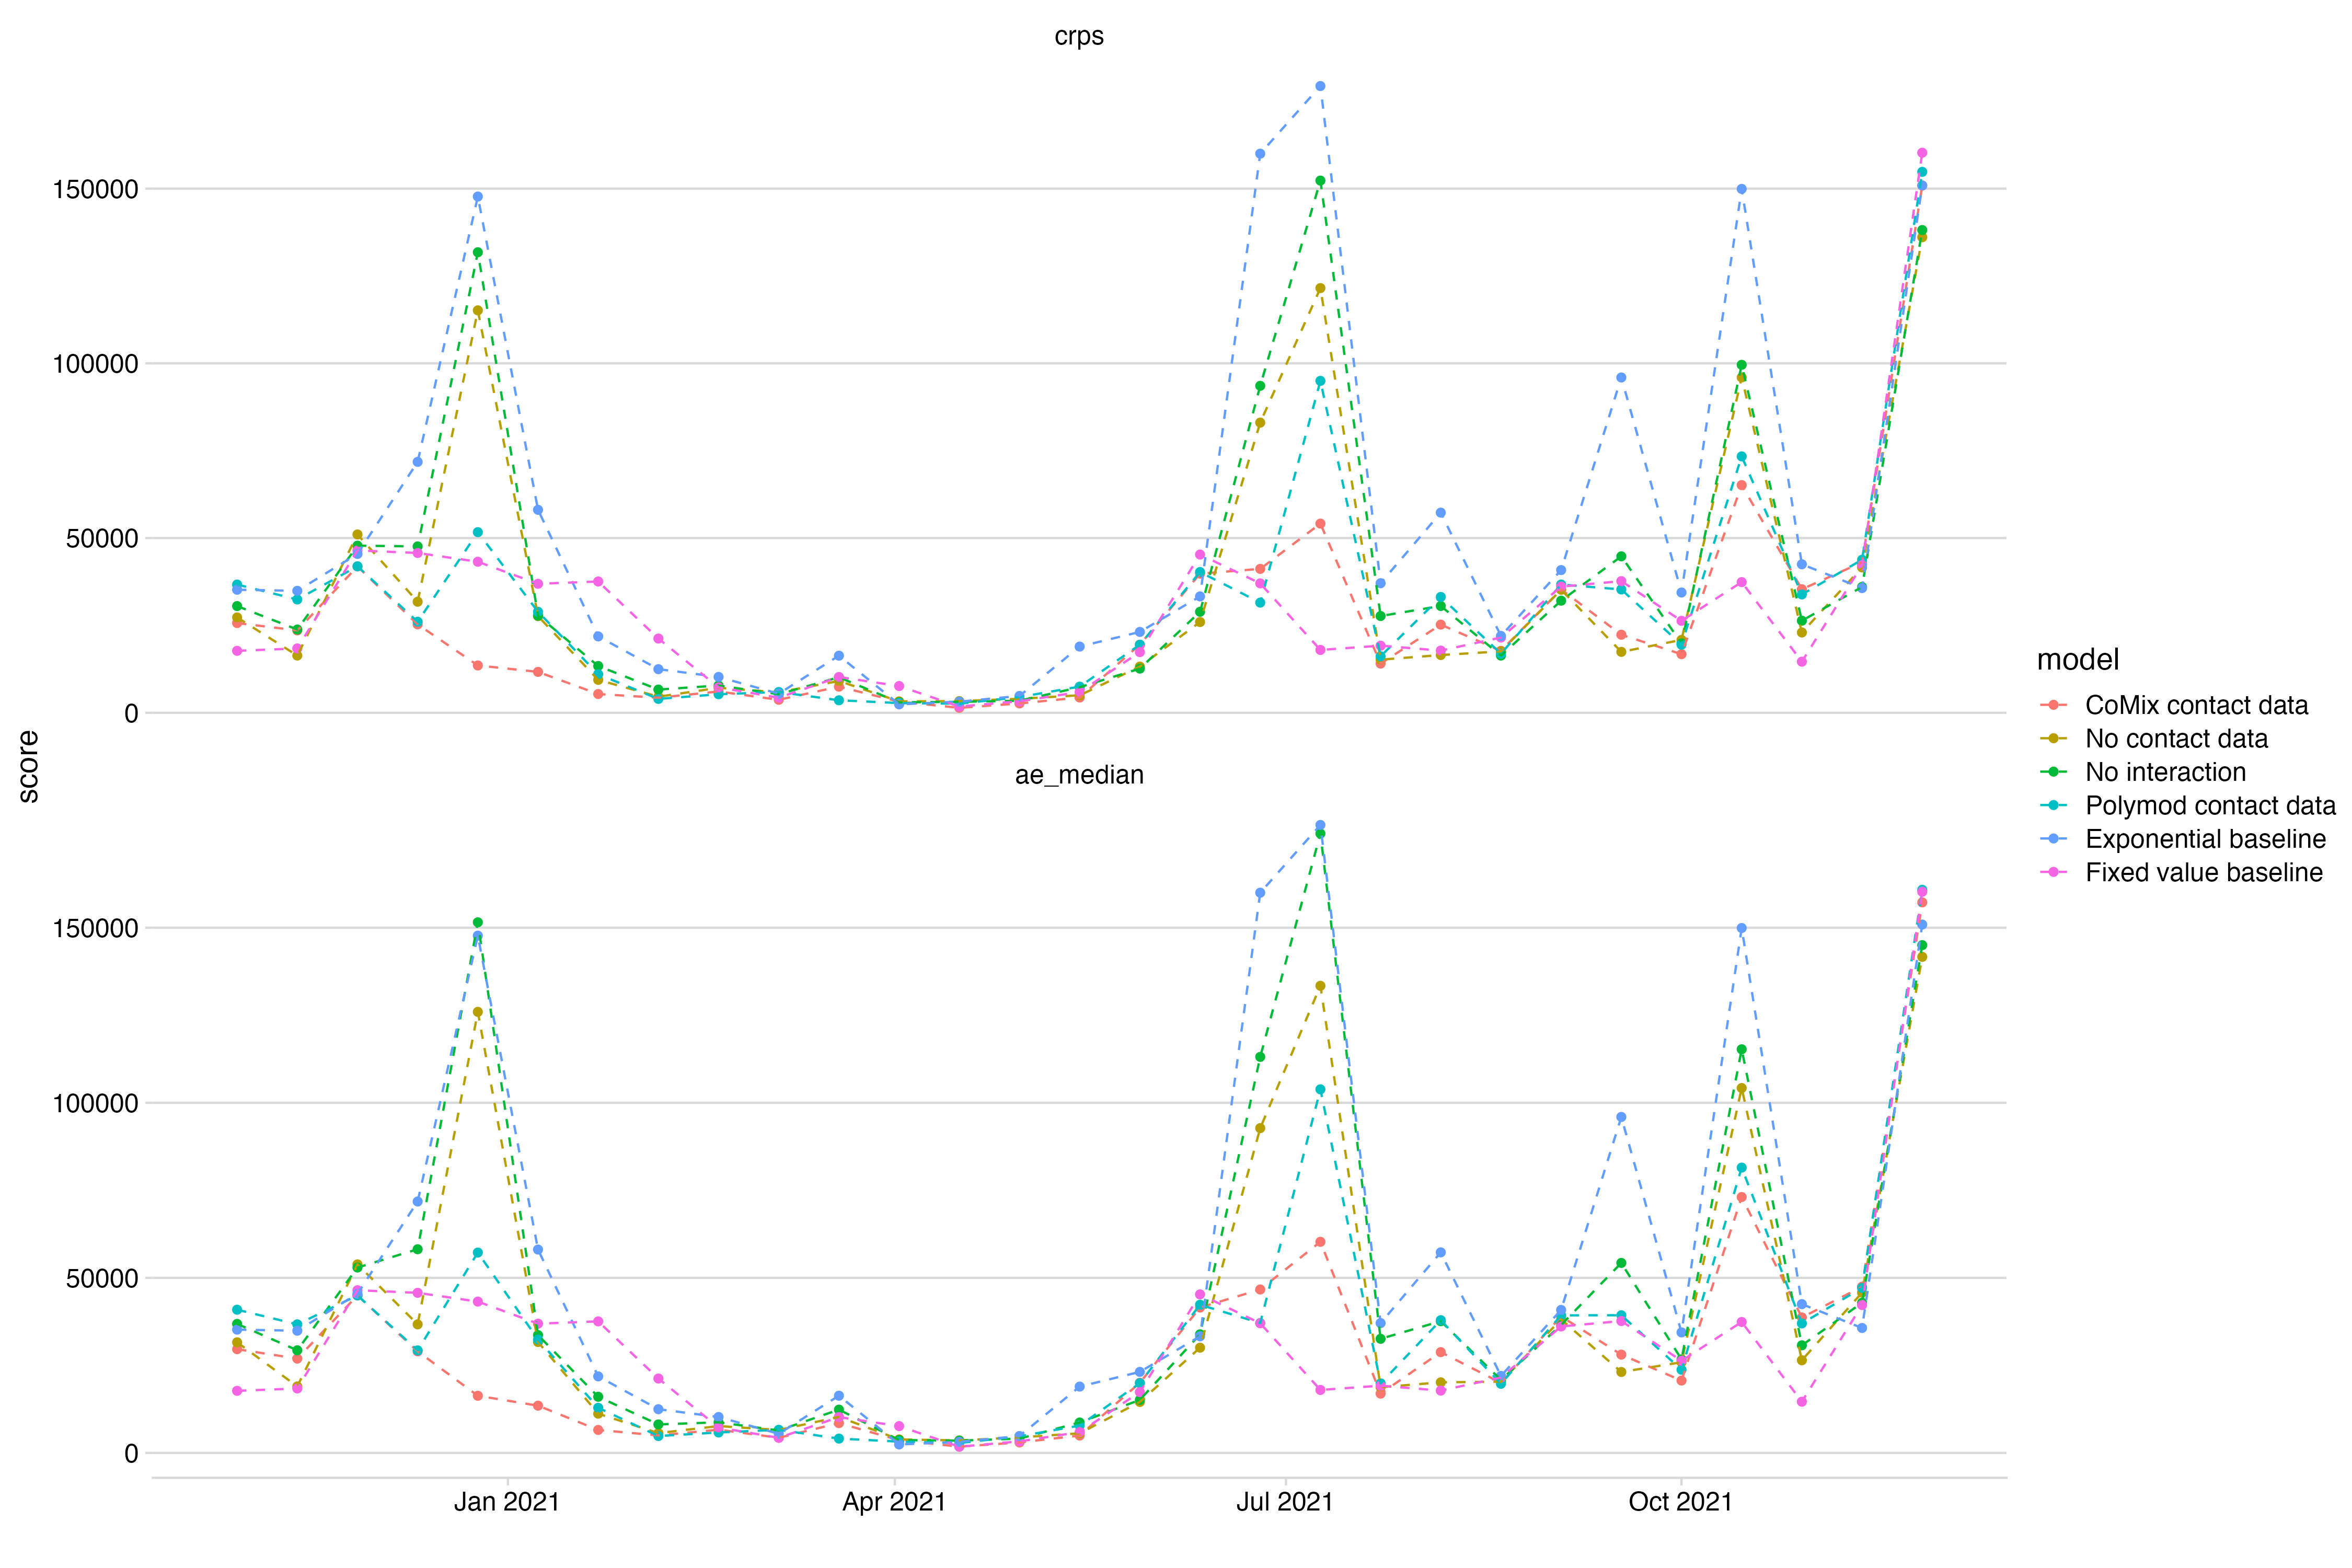 crps
150000
100000
50000
0
score
ae_median
150000
100000
50000
0
Jan 2021
Apr 2021
Jul 2021
Oct 2021
model
CoMix contact data
No contact data
No interaction
Polymod contact data
Exponential baseline
Fixed value baseline